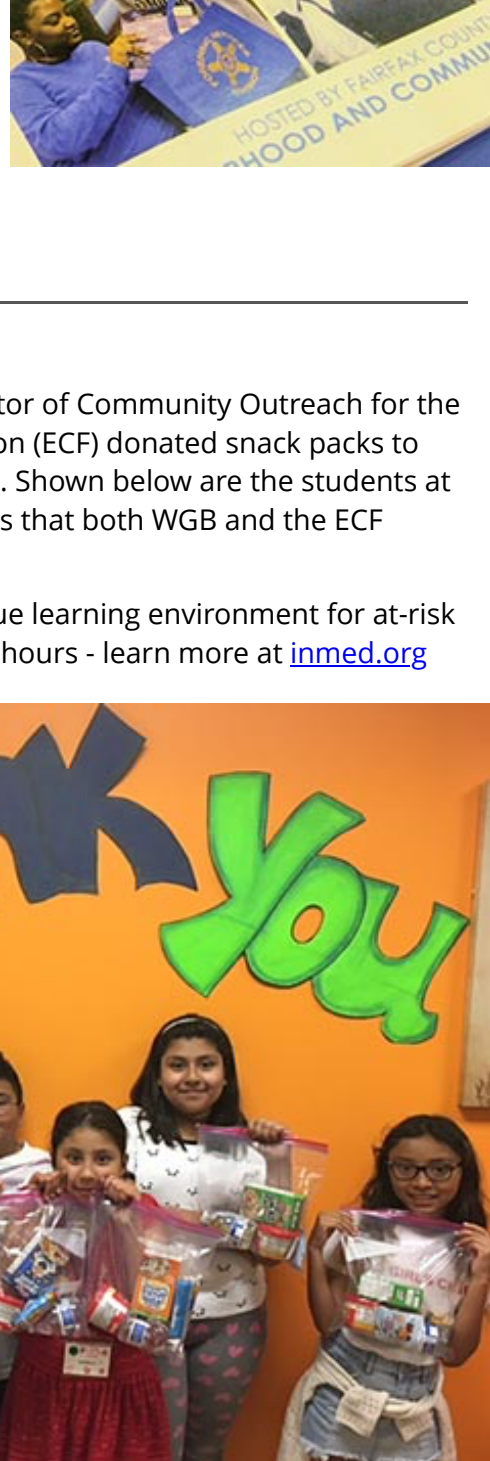 HOSTED BY FAIRFAX COUNTY
RHOOD AND COMMU
tor of Community Outreach for the
on (ECF) donated snack packs to
. Shown below are the students at
s that both WGB and the ECF
ue learning environment for at-risk
hours - learn more at inmed.org
You